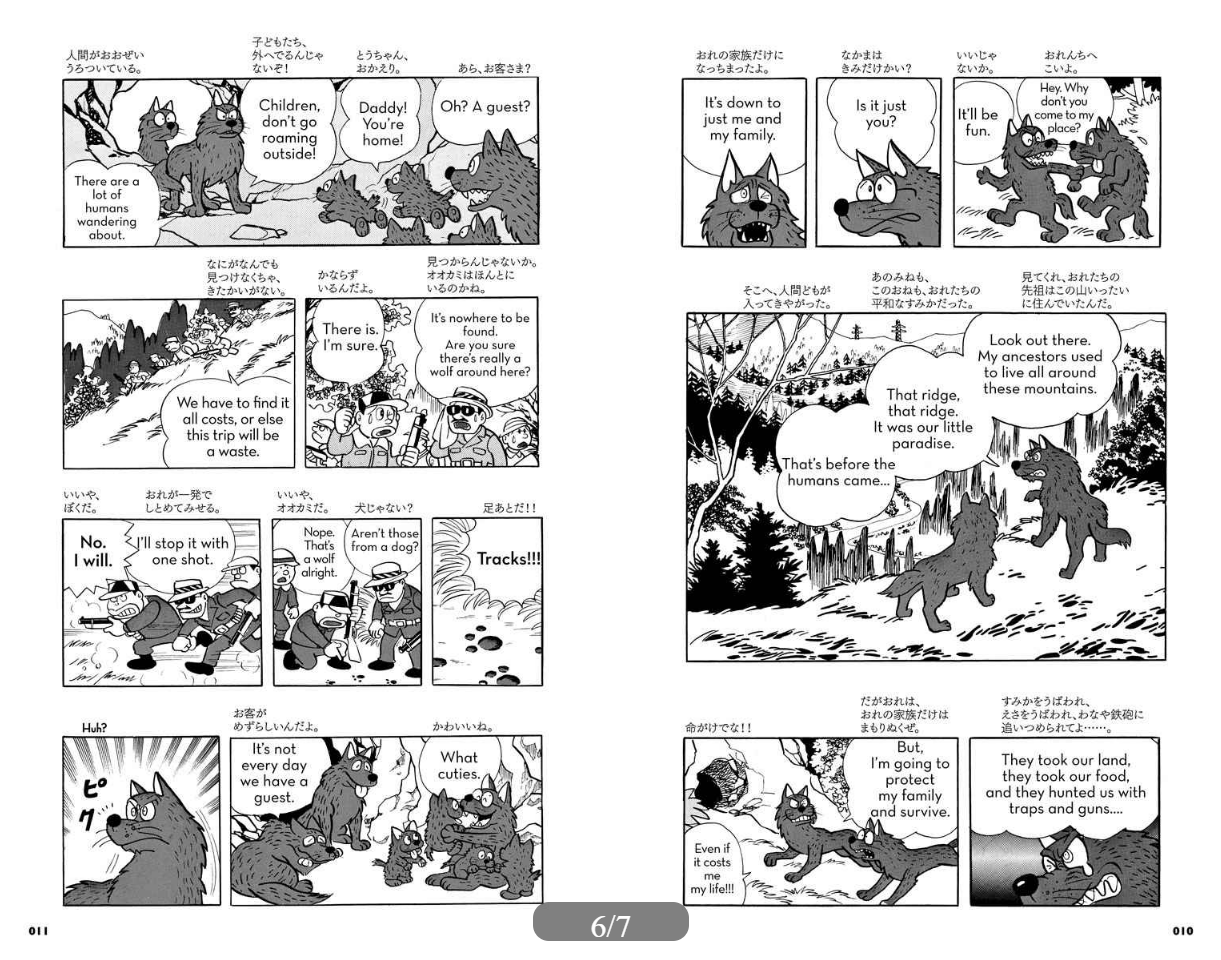 おれんちへ
こいよ。
いいじゃ
ないか。
Hey. Why
don't you
come to my
place?
It'll be
fun.
なかまは
きみだけかい?
Is it just
you?
おれの家族だけに
なっちまったよ。
It's down to
just me and
my family.
見てくれ、おれたちの
先祖はこの山いったい
に住んでいたんだ。
あのみねも、
このおねも、おれたちの
平和なすみかだった。
そこへ、人間どもが
入ってきやがった。
Look out there.
My ancestors used
to live all around
these mountains.
That ridge,
that ridge.
It was our little
paradise.
That's before the
humans came...
すみかをうばわれ、
えさをうばわれ、わなや鉄砲に
追いつめられてよ……。
They took our land,
they took our food,
and they hunted us with
traps and guns....
だがおれは、
おれの家族だけは
まもりぬくぜ。
命がけでな!!
But,
I'm going to
protect
my family
and survive.
Even if
it costs
me
my life!!!
010
あら、お客さま?
とうちゃん、
おかえり。
子どもたち、
外へでるんじゃ
ないぞ!
人間がおおぜい
うろついている。
Oh? A guest?
Daddy!
You're
home!
Children,
don't go
roaming
outside!
There are a
lot of
humans
wandering
about.
見つからんじゃないか。
オオカミはほんとに
いるのかね。
かならず
いるんだよ。
It's nowhere to be
found.
Are you sure
there's really a
wolf around here?
There is.
I'm sure.
なにがなんでも
見つけなくちゃ、
きたかいがない。
We have to find it
all costs, or else
this trip will be
a waste.
足あとだ!!
Tracks!!!
犬じゃない?
いいや、
オオカミだ。
Aren't those
from a dog?
Nope.
That's
a wolf
alright.
おれが一発で
しとめてみせる。
いいや、
ぼくだ。
I'll stop it with
one shot.
No.
I will.
かわいいね。
お客が
めずらしいんだよ。
What
cuties.
It's not
every day
we have a
guest.
Huh?
ピク
011
6/7